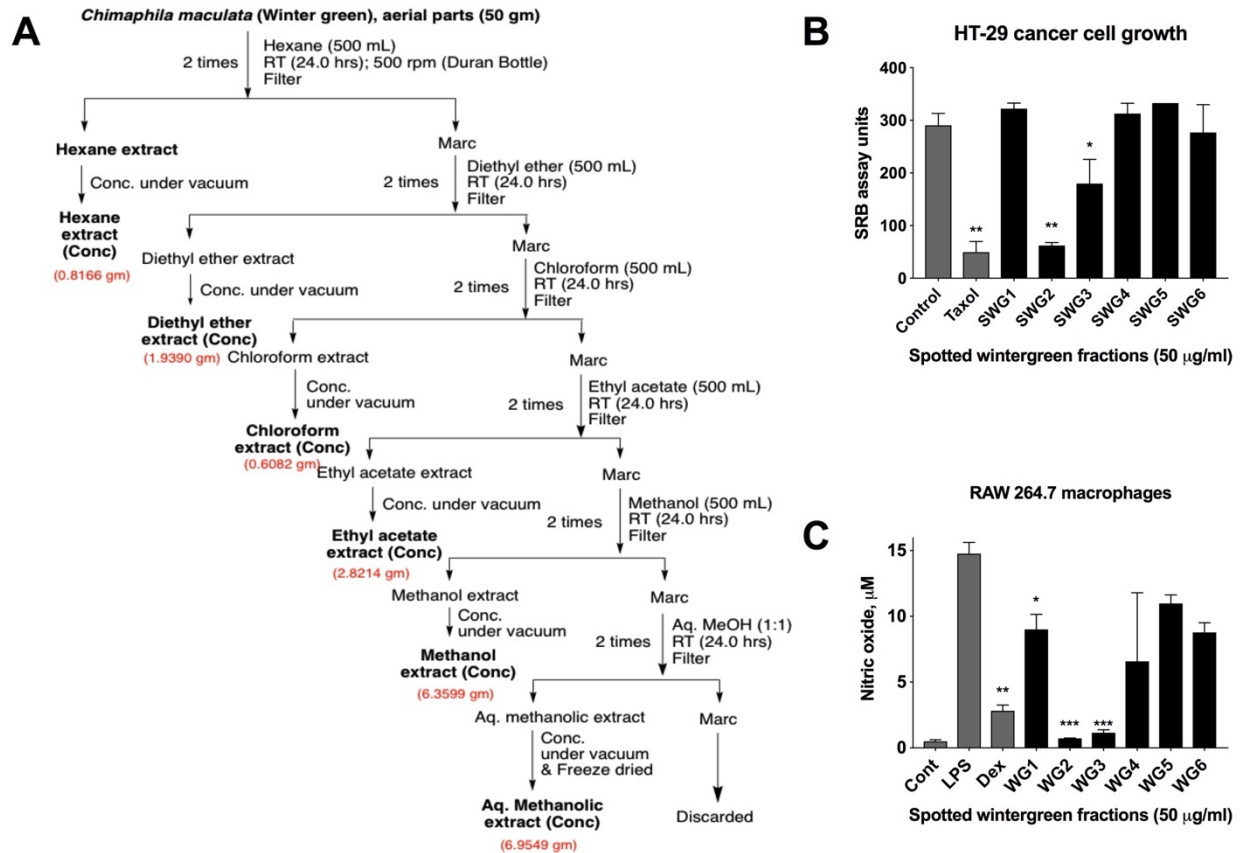 A
Chimaphila maculata (Winter green), aerial parts (50 gm)
2 times
Hexane (500 mL)
RT (24.0 hrs); 500 rpm (Duran Bottle)
Filter
Hexane extract
Marc
Conc. under vacuum
2 times
Diethyl ether (500 mL)
RT (24.0 hrs)
Filter
Hexane
extract
(Conc)
(0.8166 gm)
Diethyl ether extract
Marc
Conc. under vacuum
2 times
Chloroform (500 mL)
RT (24.0 hrs)
Filter
Diethyl ether
extract (Conc)
(1.9390 gm)
Chloroform extract
Marc
Conc.
under vacuum
2 times
Ethyl acetate (500 mL)
RT (24.0 hrs)
Filter
Chloroform
extract (Conc)
(0.6082 gm)
Ethyl acetate extract
Marc
Conc. under vacuum
2 times
Methanol (500 mL)
RT (24.0 hrs)
Filter
Ethyl acetate
extract (Conc)
(2.8214 gm)
Methanol extract
Marc
Conc.
under vacuum
2 times
Aq. MeOH (1:1)
RT (24.0 hrs)
Filter
Methanol
extract (Conc)
(6.3599 gm)
Aq. methanolic extract
Marc
Conc.
under vacuum
& Freeze dried
Aq. Methanolic
extract (Conc)
(6.9549 gm)
Discarded
B
HT-29 cancer cell growth
SRB assay units
400
300
200
100
0
**
**
*
Control
Taxol
SWG1
SWG2
SWG3
SWG4
SWG5
SWG6
Spotted wintergreen fractions (50 μg/ml)
C
RAW 264.7 macrophages
Nitric oxide, μM
15
10
5
0
**
*
***
***
Cont
LPS
Dex
WG1
WG2
WG3
WG4
WG5
WG6
Spotted wintergreen fractions (50 μg/ml)